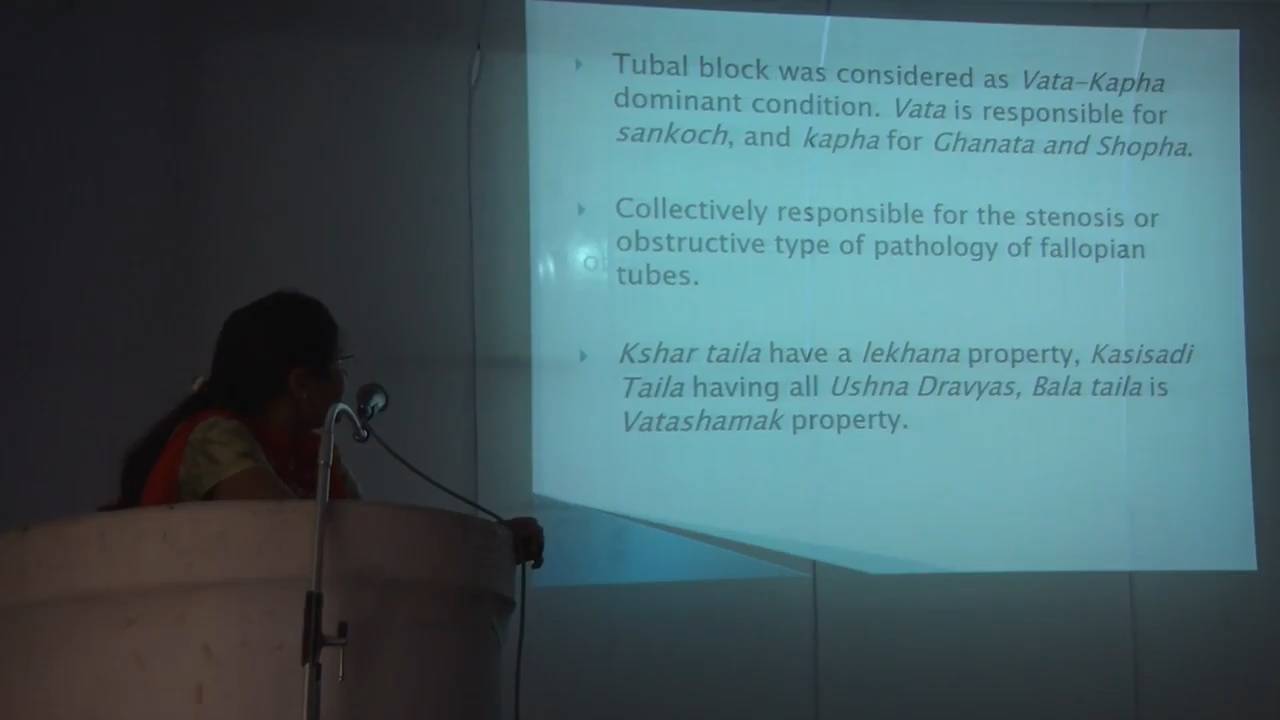 Tubal block was considered as Vata-Kapha
dominant condition. Vata is responsible for
sankoch, and kapha for Ghanata and Shopha.
Collectively responsible for the stenosis or
obstructive type of pathology of fallopian
tubes.
Kshar taila have a lekhana property, Kasisadi
Taila having all Ushna Dravyas, Bala taila is
Vatashamak property.